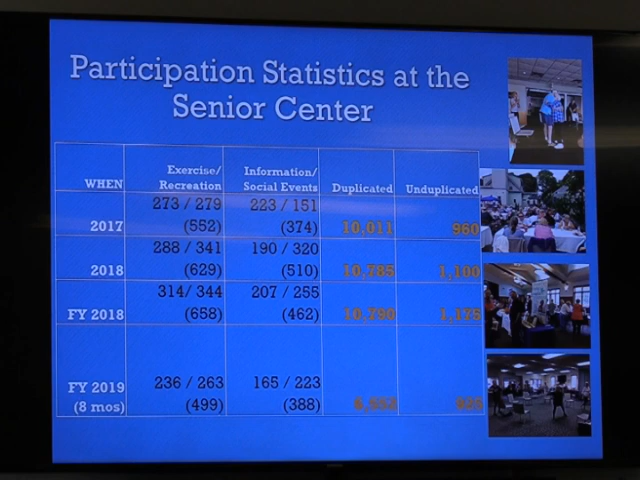 Participation Statistics at the
Senior Center
WHEN Exercise/ Recreation Information/ Social Events Duplicated Unduplicated
2017 273 / 279 (552) 223 / 151 (374) 10,011 960
2018 288 / 341 (629) 190 / 320 (510) 10,785 1,100
FY 2018 314/ 344 (658) 207 / 255 (462) 10,790 1,175
FY 2019 (8 mos) 236 / 263 (499) 165 / 223 (388)